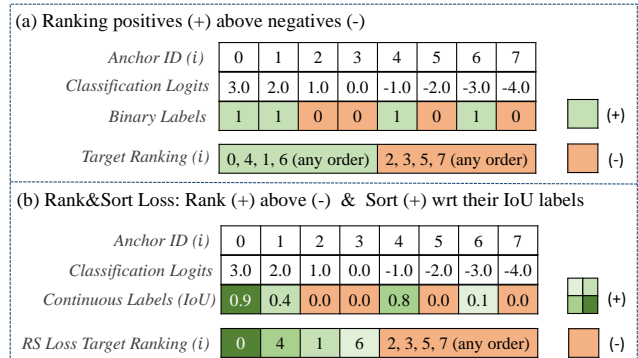 (a) Ranking positives (+) above negatives (-)
Anchor ID (i) 0 1 2 3 4 5 6 7
Classification Logits 3.0 2.0 1.0 0.0 -1.0 -2.0 -3.0 -4.0
Binary Labels 1 1 0 0 1 0 1 0 (+)
Target Ranking (i) 0, 4, 1, 6 (any order) 2, 3, 5, 7 (any order) (-)
(b) Rank&Sort Loss: Rank (+) above (-) & Sort (+) wrt their IoU labels
Anchor ID (i) 0 1 2 3 4 5 6 7
Classification Logits 3.0 2.0 1.0 0.0 -1.0 -2.0 -3.0 -4.0
Continuous Labels (IoU) 0.9 0.4 0.0 0.0 0.8 0.0 0.1 0.0 (+)
RS Loss Target Ranking (i) 0 4 1 6 2, 3, 5, 7 (any order) (-)